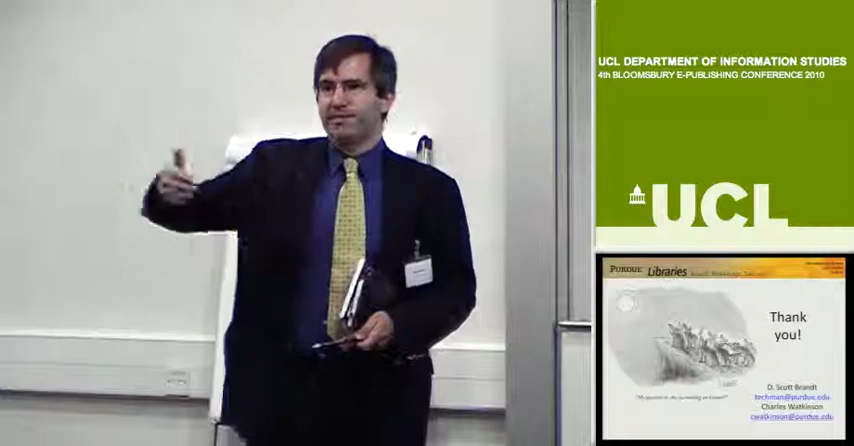 UCL DEPARTMENT OF INFORMATION STUDIES
4th BLOOMSBURY E-PUBLISHING CONFERENCE 2010
UCL
PURDUE Libraries
Thank
you!
D. Scott Brandt
techman@purdue.edu
Charles Watkinson
cwatkinson@purdue.edu